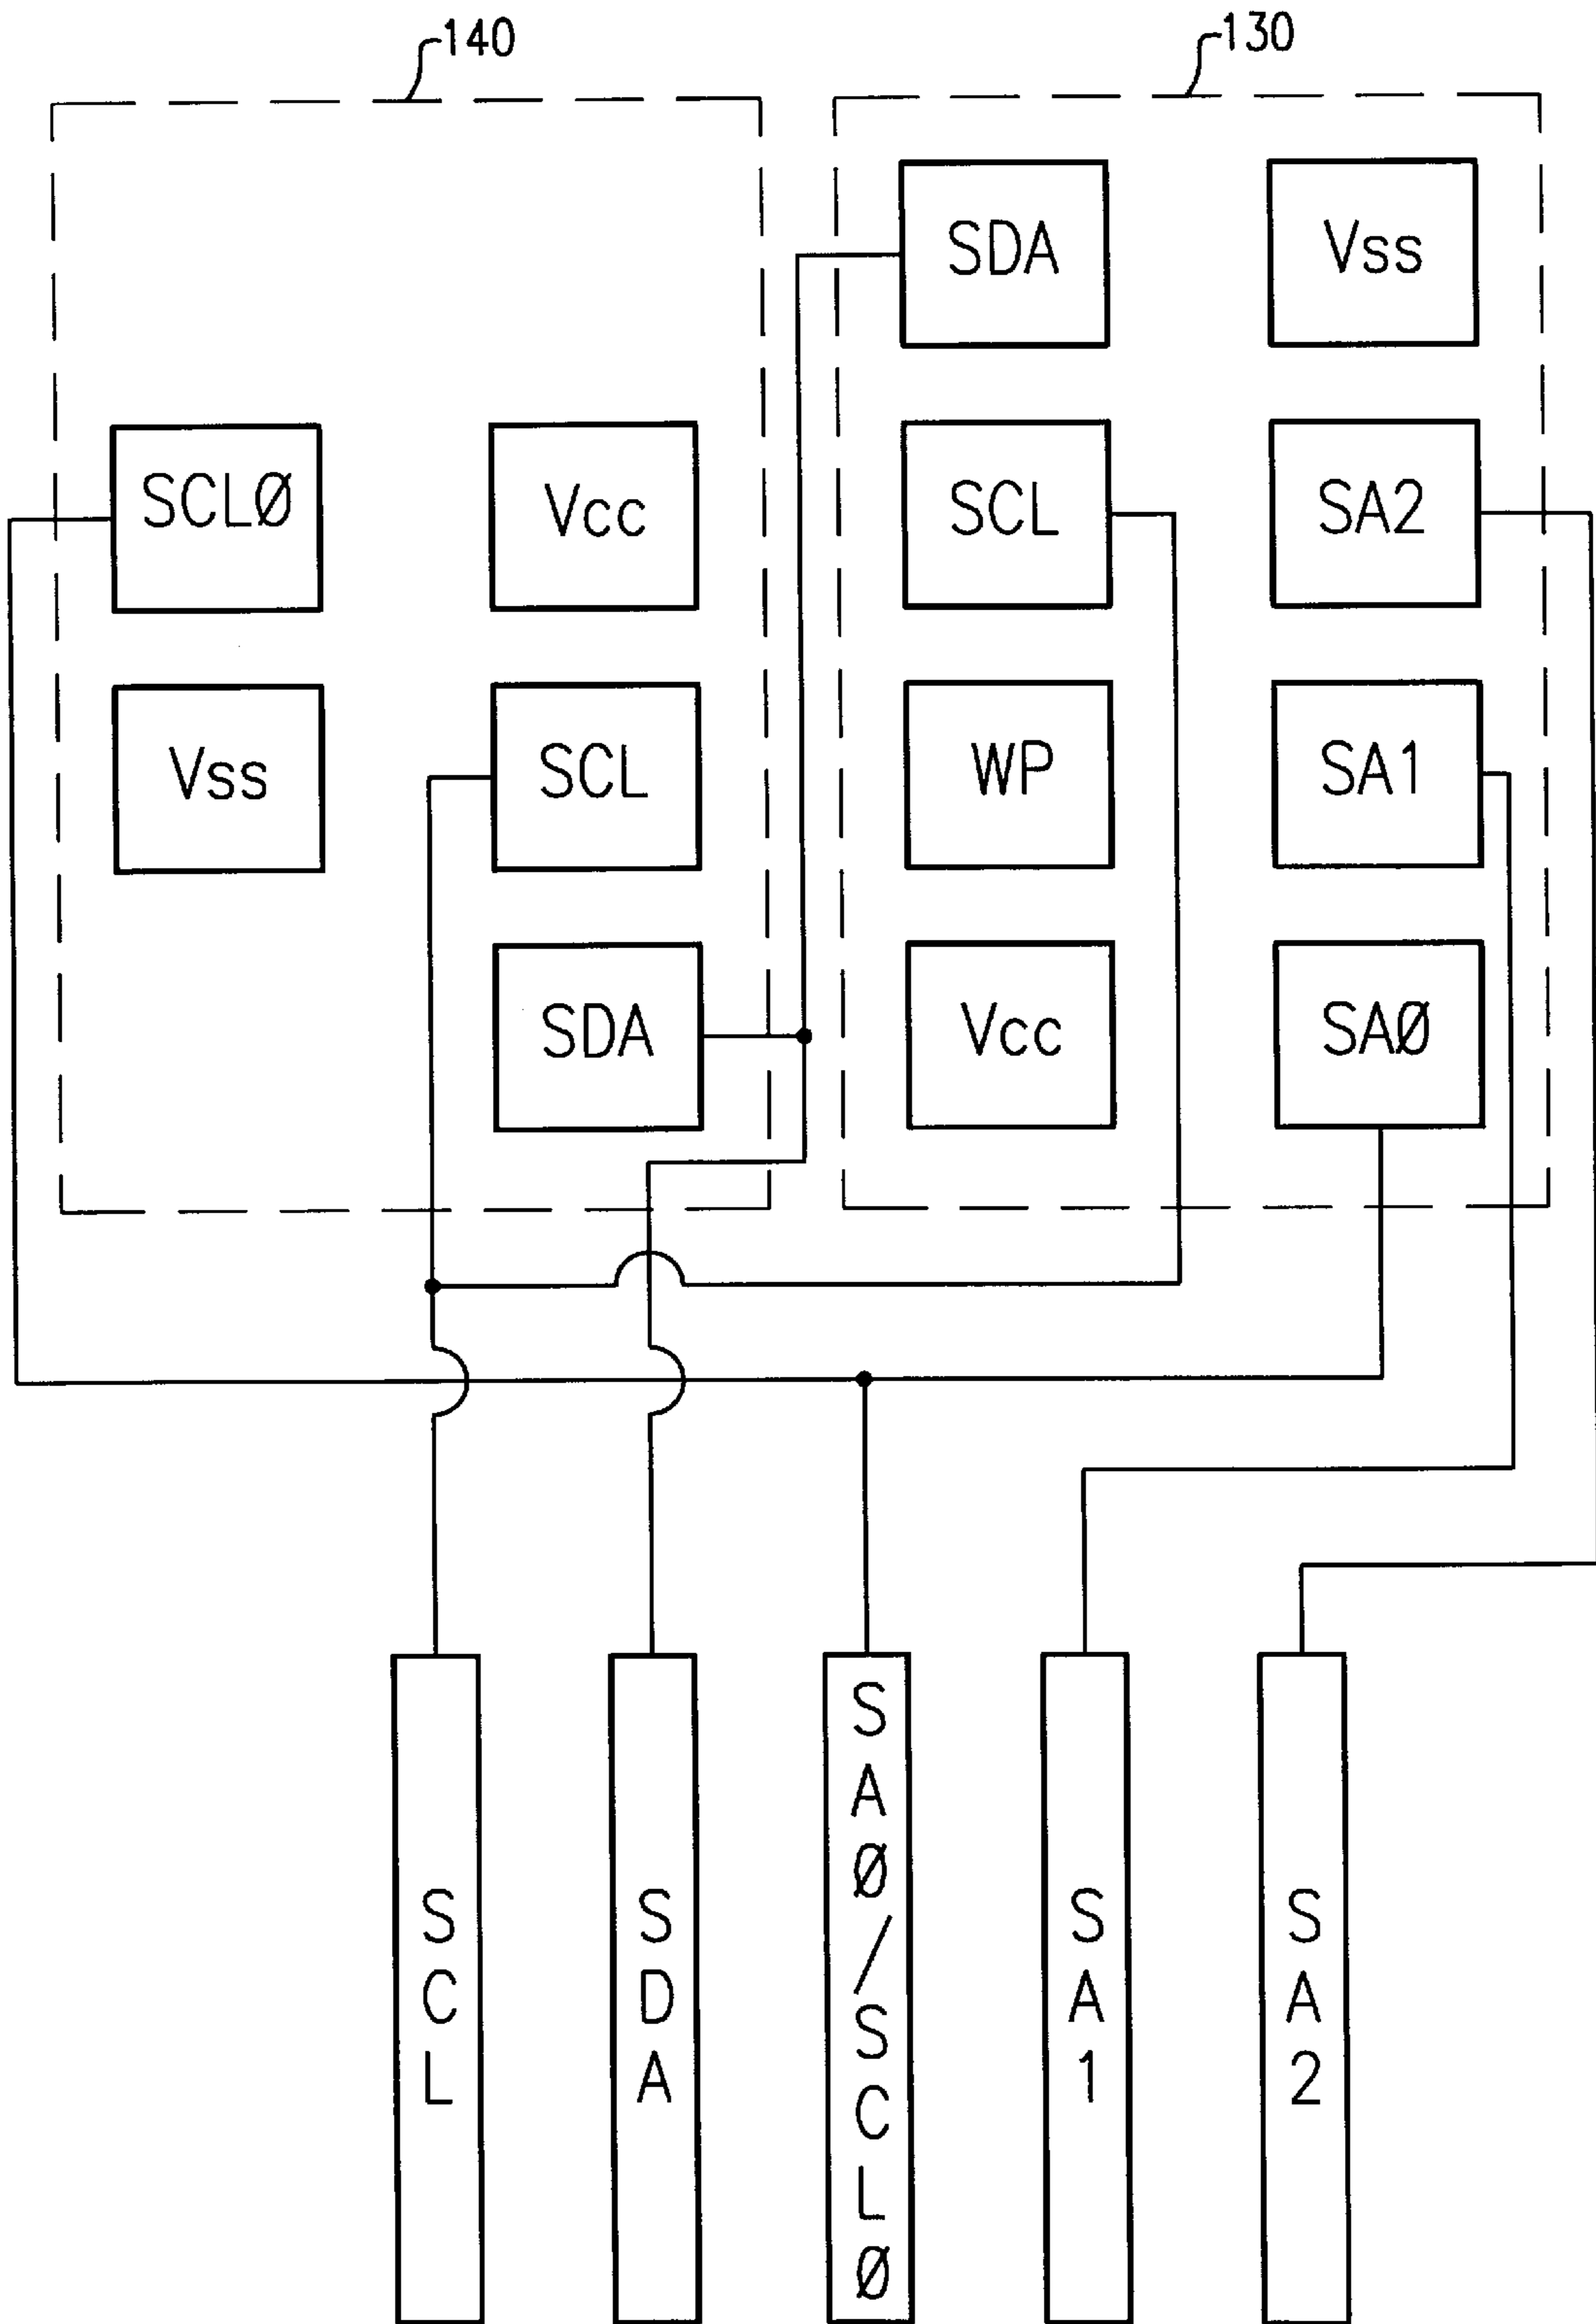 140
130
SDA
Vss
SCLØ
Vcc
SCL
SA2
Vss
SCL
WP
SA1
SDA
Vcc
SAØ
SCL
SDA
SAØ/SCLØ
SA1
SA2